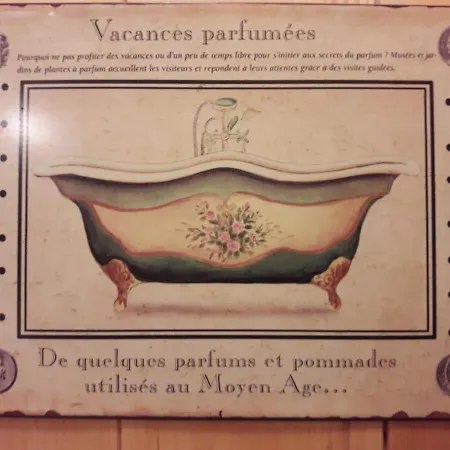 Vacances parfumées
Pourquoi ne pas profiter des vacances ou d'un peu de temps libre pour s'initier aux secrets du parfum ? Musées et jar
dins de plantes à parfum accueillent les visiteurs et répondent à leurs attentes grâce à des visites guidées.
De quelques parfums et pommades
utilisés au Moyen Age...